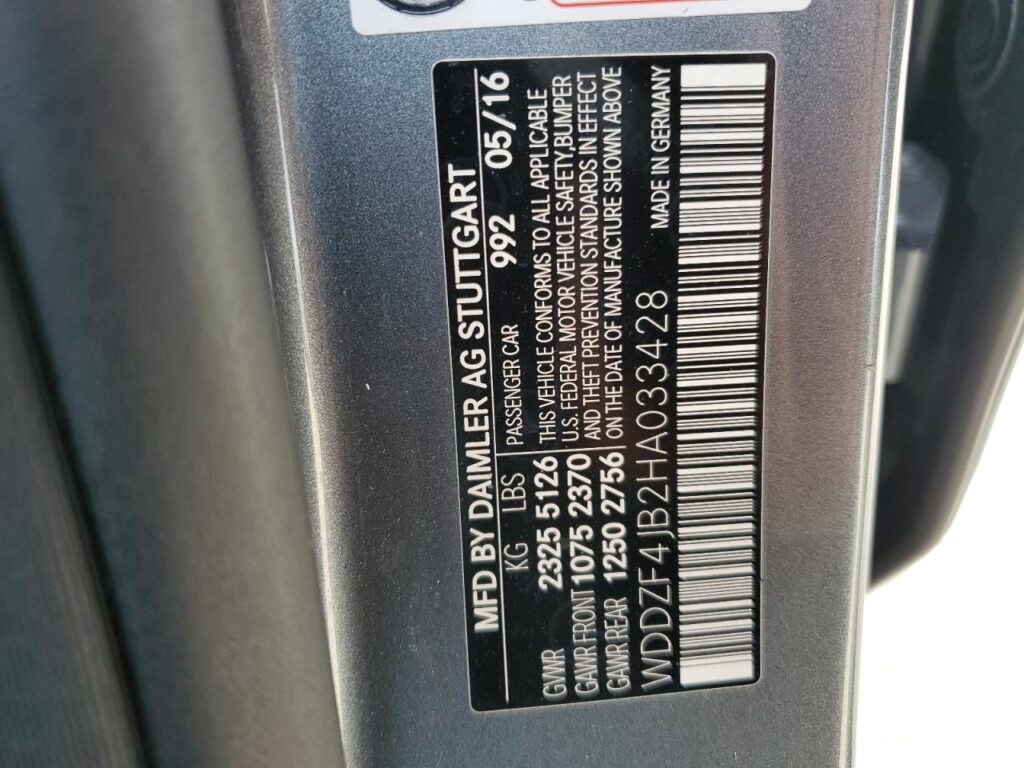 MFD BY DAIMLER AG STUTTGART
KG LBS PASSENGER CAR 992 05/16
GVWR 2325 5126 THIS VEHICLE CONFORMS TO ALL APPLICABLE
GAWR FRONT 1075 2370 U.S. FEDERAL MOTOR VEHICLE SAFETY,BUMPER
AND THEFT PREVENTION STANDARDS IN EFFECT
GAWR REAR 1250 2756 ON THE DATE OF MANUFACTURE SHOWN ABOVE
WDDZF4JB2HA033428 MADE IN GERMANY